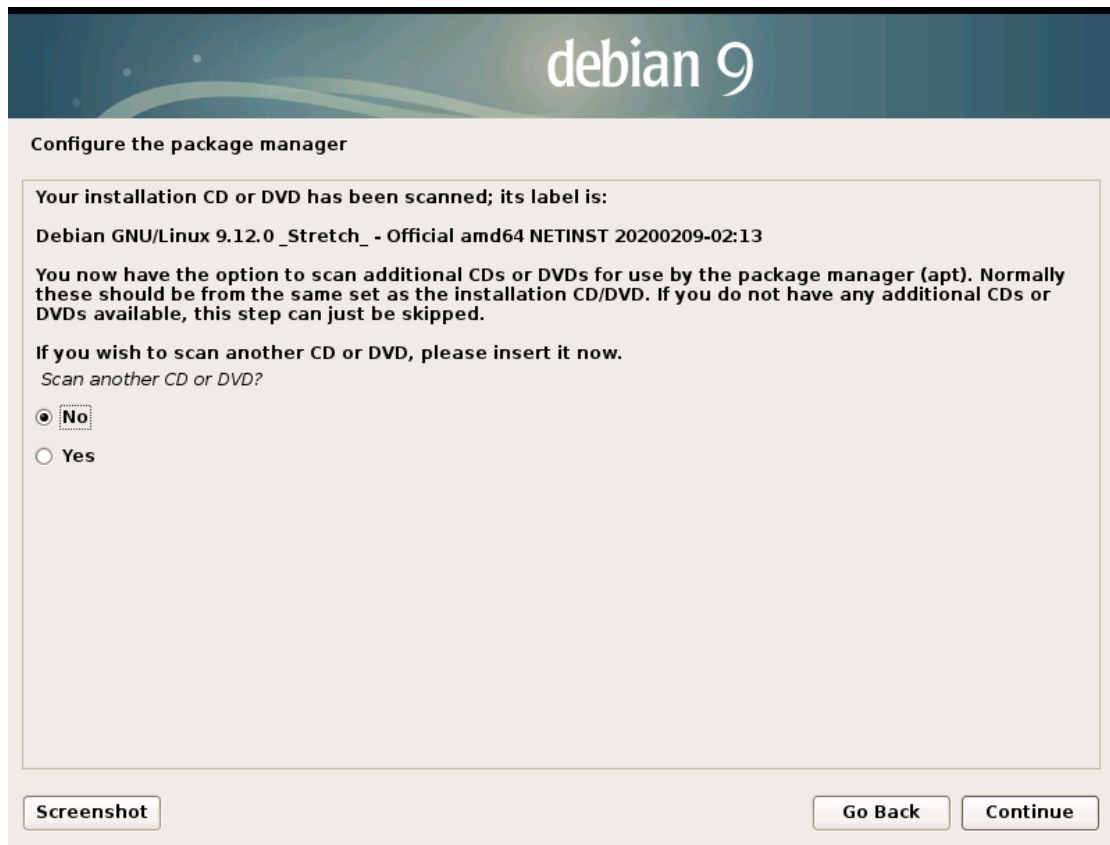 debian 9
Configure the package manager
Your installation CD or DVD has been scanned; its label is:
Debian GNU/Linux 9.12.0 _Stretch_ - Official amd64 NETINST 20200209-02:13
You now have the option to scan additional CDs or DVDs for use by the package manager (apt). Normally
these should be from the same set as the installation CD/DVD. If you do not have any additional CDs or
DVDs available, this step can just be skipped.
If you wish to scan another CD or DVD, please insert it now.
Scan another CD or DVD?
No
Yes
Screenshot
Go Back
Continue